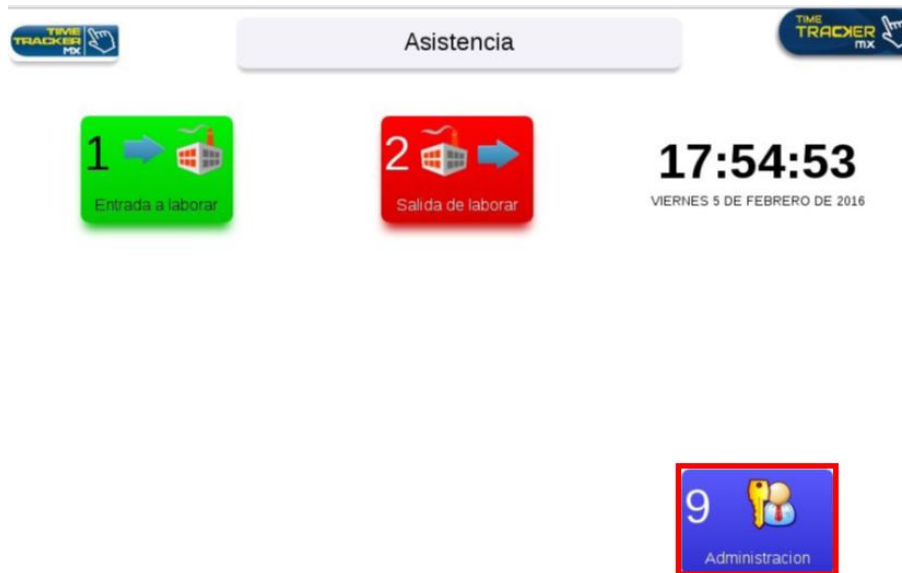 TIME
TRACKER
MX
Asistencia
TIME
TRACKER
mx
1
Entrada a laborar
2
Salida de laborar
17:54:53
VIERNES 5 DE FEBRERO DE 2016
9
Administracion